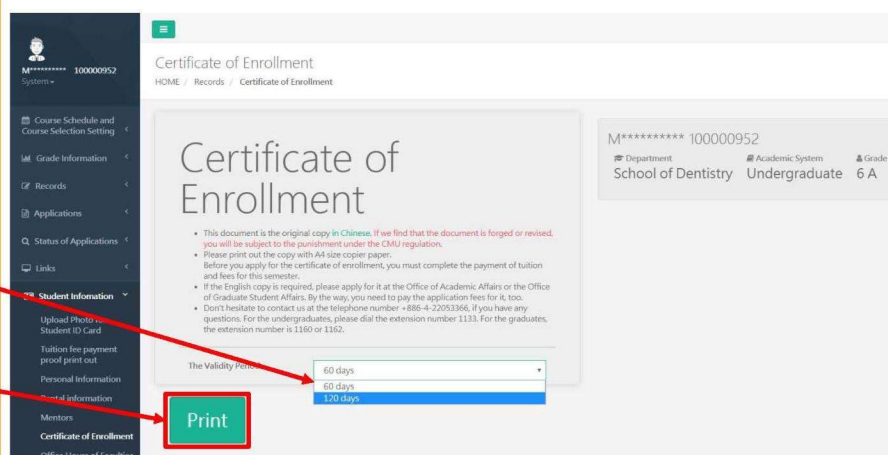 M********** 100000952
System
Course Schedule and
Course Selection Setting
Grade Information
Records
Applications
Status of Applications
Links
Student Infomation
Upload Photo
Student ID Card
Tuition fee payment
proof print out
Personal Information
information
Mentors
Certificate of Enrollment
Certificate of Enrollment
HOME / Records / Certificate of Enrollment
Certificate of
Enrollment
• This document is the original copy in Chinese. If we find that the document is forged or revised,
you will be subject to the punishment under the CMU regulation.
• Please print out the copy with A4 size copier paper.
Before you apply for the certificate of enrollment, you must complete the payment of tuition
and fees for this semester.
• If the English copy is required, please apply for it at the Office of Academic Affairs or the Office
of Graduate Student Affairs. By the way, you need to pay the application fees for it, too.
• Don't hesitate to contact us at the telephone number +886-4-22053366, if you have any
questions. For the undergraduates, please dial the extension number 1133. For the graduates,
the extension number is 1160 or 1162.
The Validity
60 days
60 days
120 days
Print
M********** 100000952
Department Academic System Grade
School of Dentistry Undergraduate 6 A